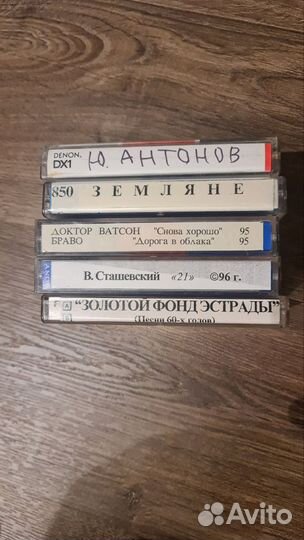 DENON
DX1 Ю. АНТОНОВ
850 ЗЕМЛЯНЕ
ДОКТОР ВАТСОН "Снова хорошо" 95
БРАВО "Дорога в облака" 95
В. Сташевский «21» ©96 г.
A "ЗОЛОТОЙ ФОНД ЭСТРАДЫ"
B (Песни 60-х годов)
Avito